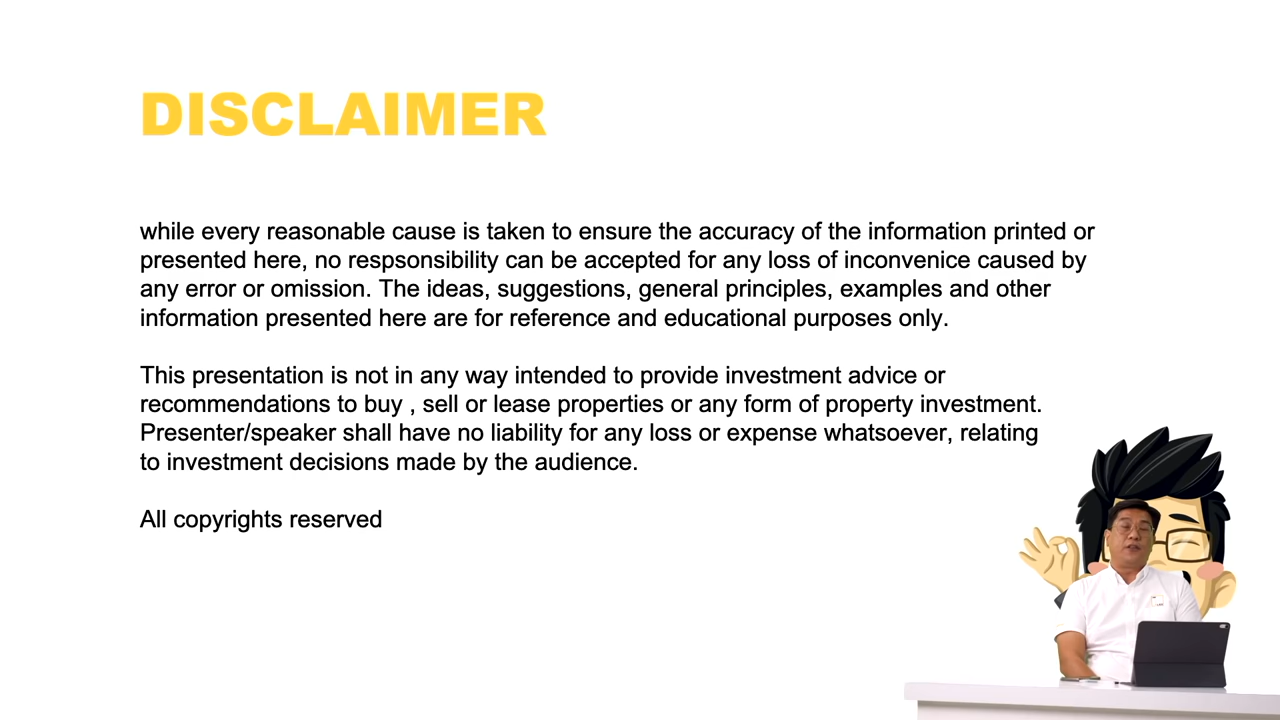 DISCLAIMER
while every reasonable cause is taken to ensure the accuracy of the information printed or
presented here, no respsonsibility can be accepted for any loss of inconvenice caused by
any error or omission. The ideas, suggestions, general principles, examples and other
information presented here are for reference and educational purposes only.
This presentation is not in any way intended to provide investment advice or
recommendations to buy , sell or lease properties or any form of property investment.
Presenter/speaker shall have no liability for any loss or expense whatsoever, relating
to investment decisions made by the audience.
All copyrights reserved